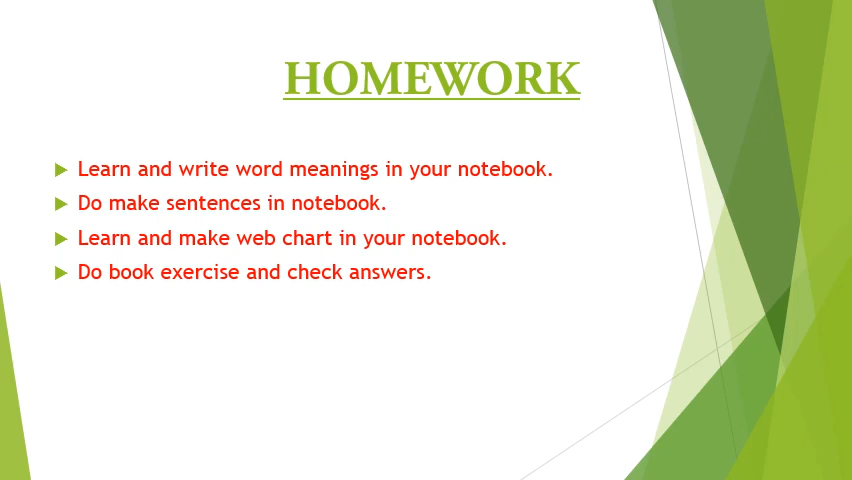 HOMEWORK
Learn and write word meanings in your notebook.
Do make sentences in notebook.
Learn and make web chart in your notebook.
Do book exercise and check answers.